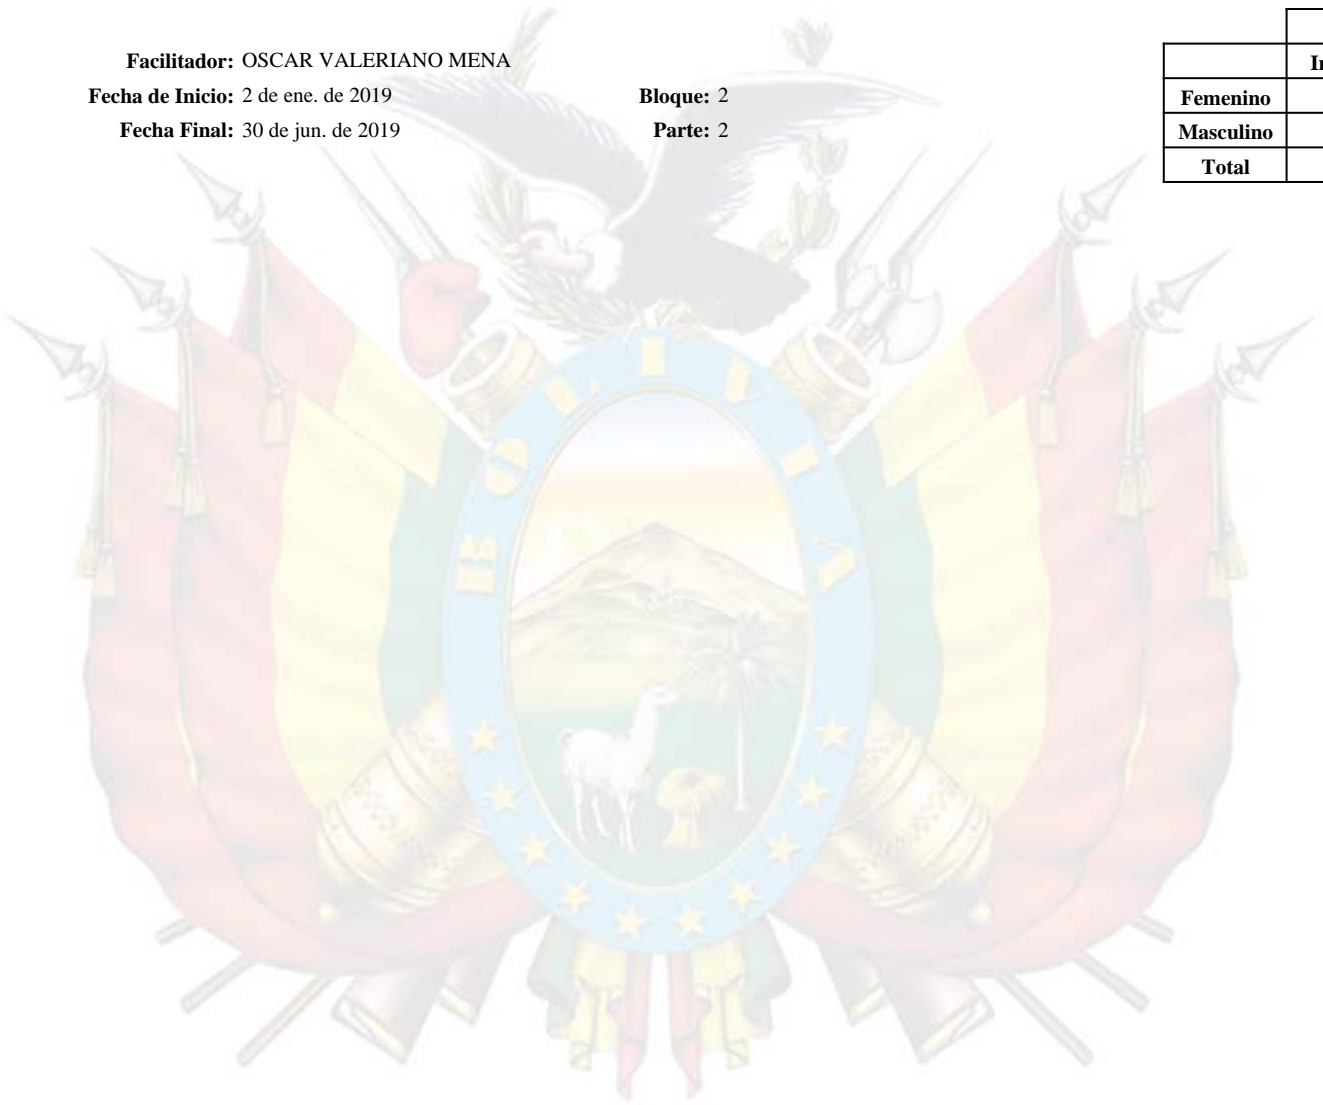 Facilitador: OSCAR VALERIANO MENA
Fecha de Inicio: 2 de ene. de 2019 Bloque: 2
Fecha Final: 30 de jun. de 2019 Parte: 2
Femenino
Masculino
Total
BOLIVIA